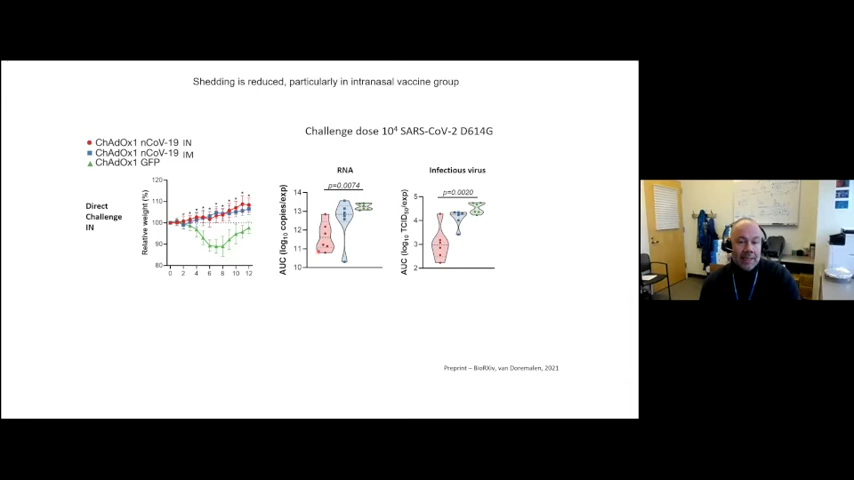 Shedding is reduced, particularly in intranasal vaccine group
Challenge dose 10⁴ SARS-CoV-2 D614G
ChAdOx1 nCoV-19 IN
ChAdOx1 nCoV-19 IM
ChAdOx1 GFP
Direct
Challenge
IN
Relative weight (%)
120
110
100
90
80
0 2 4 6 8 10 12
RNA
p=0.0074
AUC (log₁₀ copies/exp)
14
13
12
11
10
Infectious virus
p=0.0020
AUC (log₁₀ TCID₅₀/exp)
5
4
3
2
Preprint – BioRXiv, van Doremalen, 2021